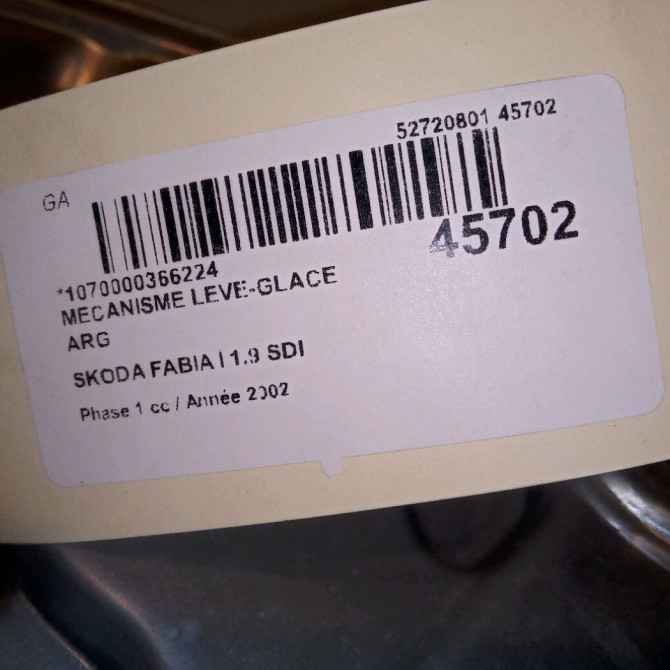 52720801 45702
GA
45702
*1070000366224
MECANISME LEVE-GLACE
ARG
SKODA FABIA I 1.9 SDI
Phase 1 cc / Année 2002